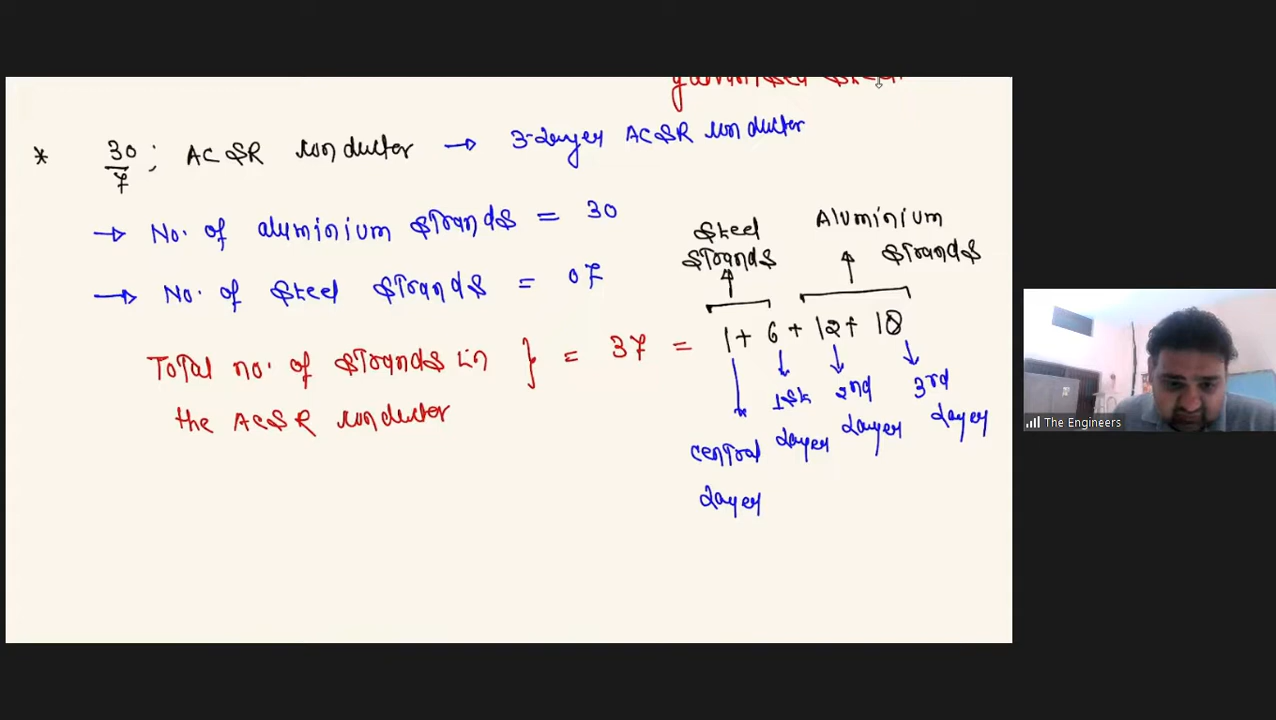 galvanised steel
* 30/7 ; ACSR conductor → 3-layer ACSR conductor
→ No. of aluminium strands = 30
→ No. of steel strands = 07
Total no. of strands in the ACSR conductor } = 37 = 1 + 6 + 12 + 18
Steel strands
Aluminium strands
central layer
1st layer
2nd layer
3rd layer
The Engineers